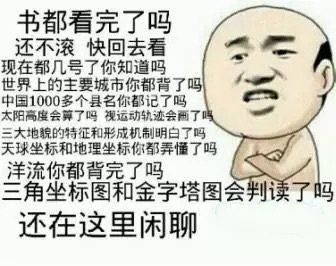 书都看完了吗
还不滚 快回去看
现在都几号了你知道吗
世界上的主要城市你都背了吗
中国1000多个县名你都记了吗
太阳高度会算了吗 视运动轨迹会画了吗
三大地貌的特征和形成机制明白了吗
天球坐标和地理坐标你都弄懂了吗
洋流你都背完了吗
三角坐标图和金字塔图会判读了吗
还在这里闲聊